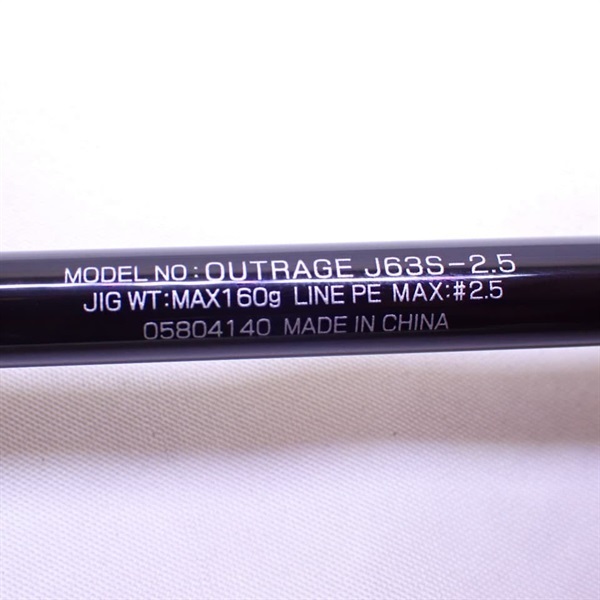 MODEL NO:OUTRAGE J63S-2.5
JIG WT:MAX160g LINE PE MAX:#2.5
05804140 MADE IN CHINA